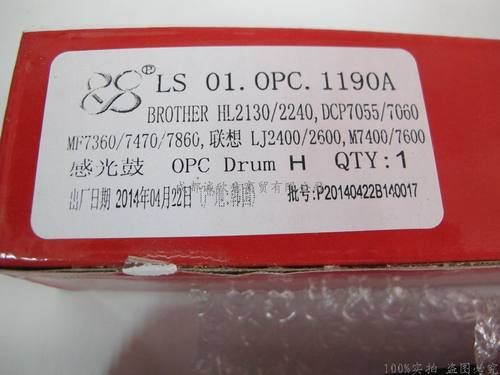 ® LS 01.OPC.1190A
BROTHER HL2130/2240,DCP7055/7060
MF7360/7470/7860,联想 LJ2400/2600,M7400/7600
感光鼓 OPC Drum H QTY:1
出厂日期 2014年04月22日 批号:P20140422B140017
100%实拍 盗图必究